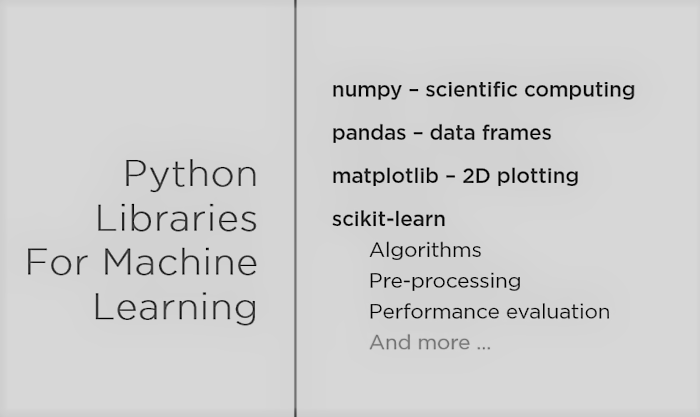 Python
Libraries
For Machine
Learning
numpy – scientific computing
pandas – data frames
matplotlib – 2D plotting
scikit-learn
Algorithms
Pre-processing
Performance evaluation
And more ...